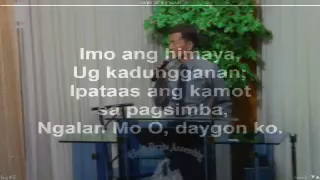 Imo ang himaya,
Ug kadungganan;
Ipataas ang kamot
sa pagsimba,
Ngalan Mo O, daygon ko.